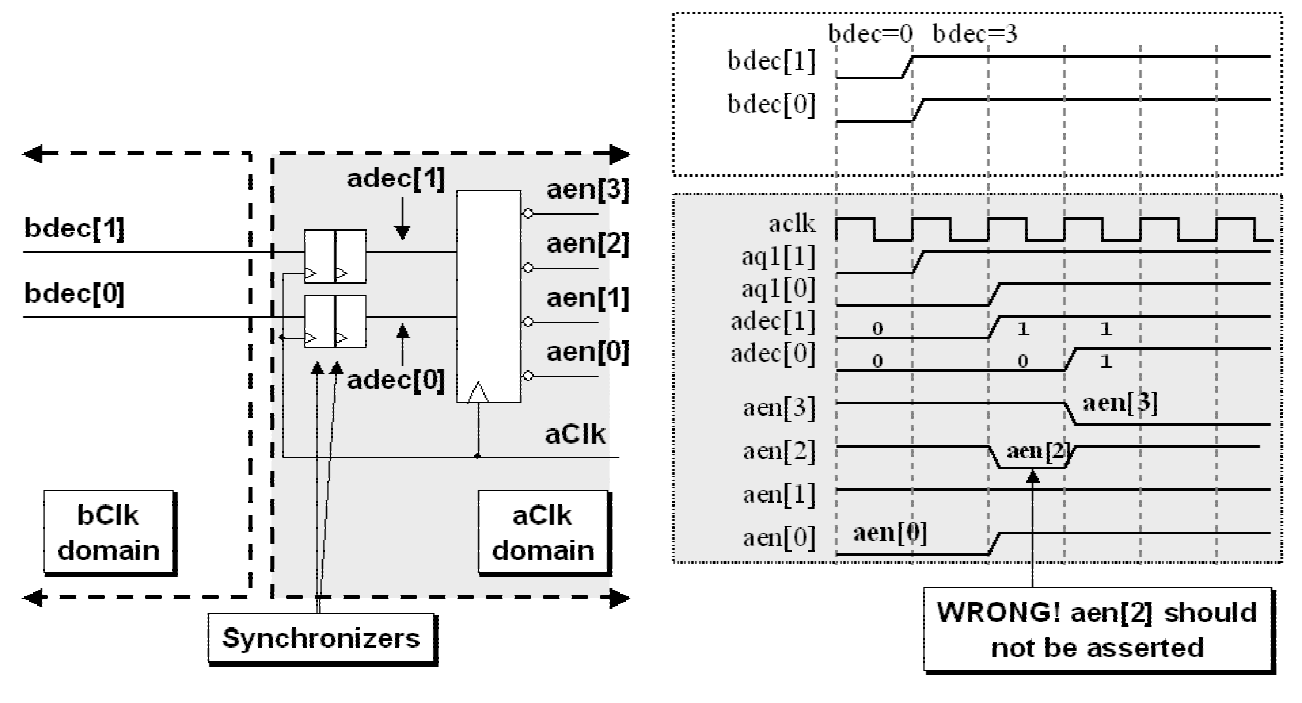 adec[1]
aen[3]
bdec[1]
aen[2]
bdec[0]
aen[1]
aen[0]
adec[0]
aClk
bClk
domain
aClk
domain
Synchronizers
bdec=0 bdec=3
bdec[1]
bdec[0]
aclk
aq1[1]
aq1[0]
adec[1] 0 1 1
adec[0] 0 0 1
aen[3] aen[3]
aen[2] aen[2]
aen[1]
aen[0] aen[0]
WRONG! aen[2] should
not be asserted